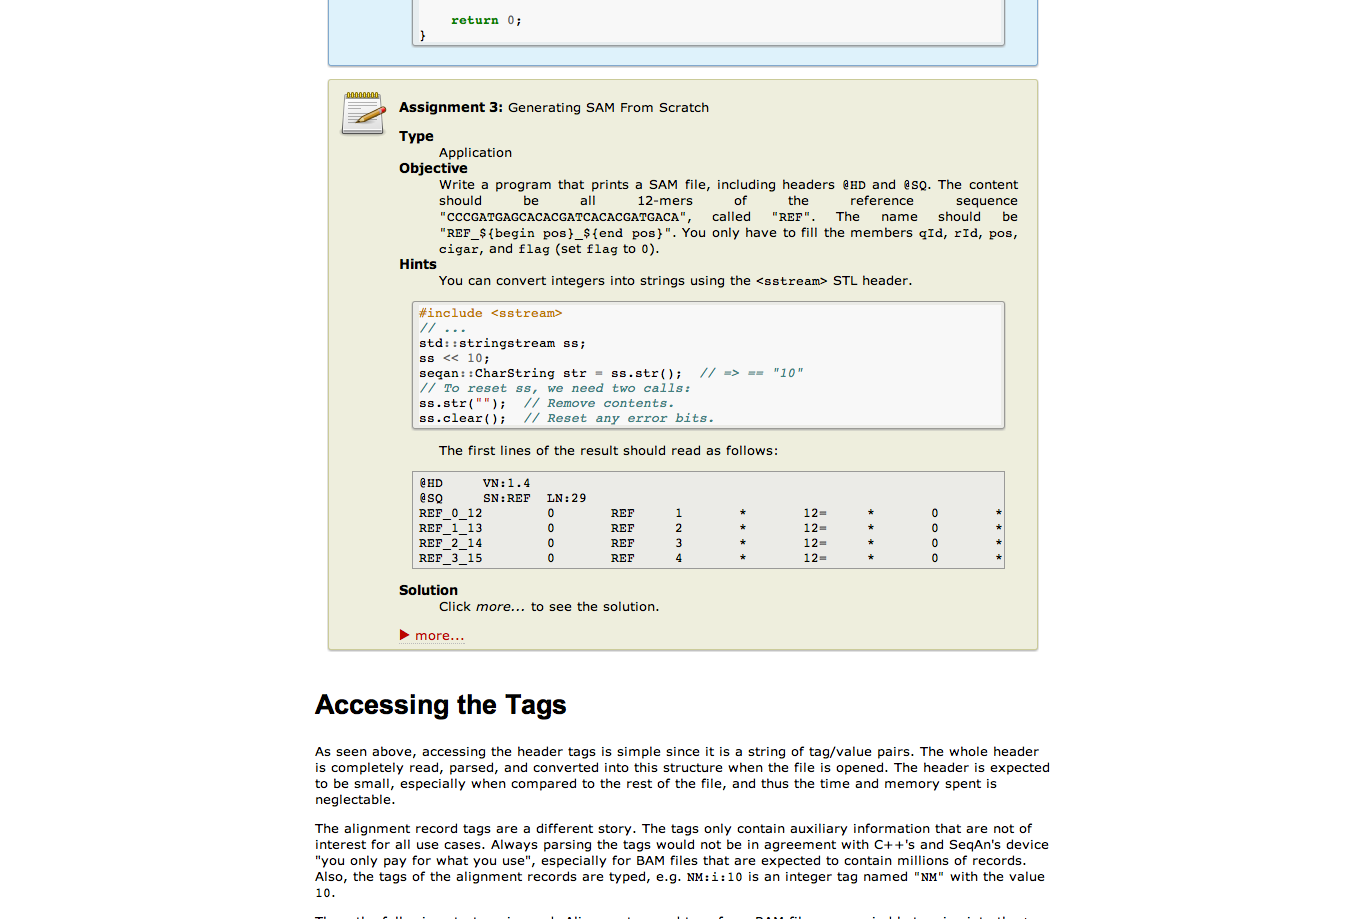 return 0;
}
Assignment 3: Generating SAM From Scratch
Type
Application
Objective
Write a program that prints a SAM file, including headers @HD and @SQ. The content
should be all 12-mers of the reference sequence
"CCCGATGAGCACACGATCACACGATGACA", called "REF". The name should be
"REF_${begin pos}_${end pos}". You only have to fill the members qId, rId, pos,
cigar, and flag (set flag to 0).
Hints
You can convert integers into strings using the <sstream> STL header.
#include <sstream>
// ...
std::stringstream ss;
ss << 10;
seqan::CharString str = ss.str();  // => == "10"
// To reset ss, we need two calls:
ss.str("");  // Remove contents.
ss.clear();  // Reset any error bits.
The first lines of the result should read as follows:
@HD VN:1.4
@SQ SN:REF LN:29
REF_0_12 0 REF 1 * 12= * 0 *
REF_1_13 0 REF 2 * 12= * 0 *
REF_2_14 0 REF 3 * 12= * 0 *
REF_3_15 0 REF 4 * 12= * 0 *
Solution
Click more... to see the solution.
more...
Accessing the Tags
As seen above, accessing the header tags is simple since it is a string of tag/value pairs. The whole header
is completely read, parsed, and converted into this structure when the file is opened. The header is expected
to be small, especially when compared to the rest of the file, and thus the time and memory spent is
neglectable.
The alignment record tags are a different story. The tags only contain auxiliary information that are not of
interest for all use cases. Always parsing the tags would not be in agreement with C++'s and SeqAn's device
"you only pay for what you use", especially for BAM files that are expected to contain millions of records.
Also, the tags of the alignment records are typed, e.g. NM:i:10 is an integer tag named "NM" with the value
10.